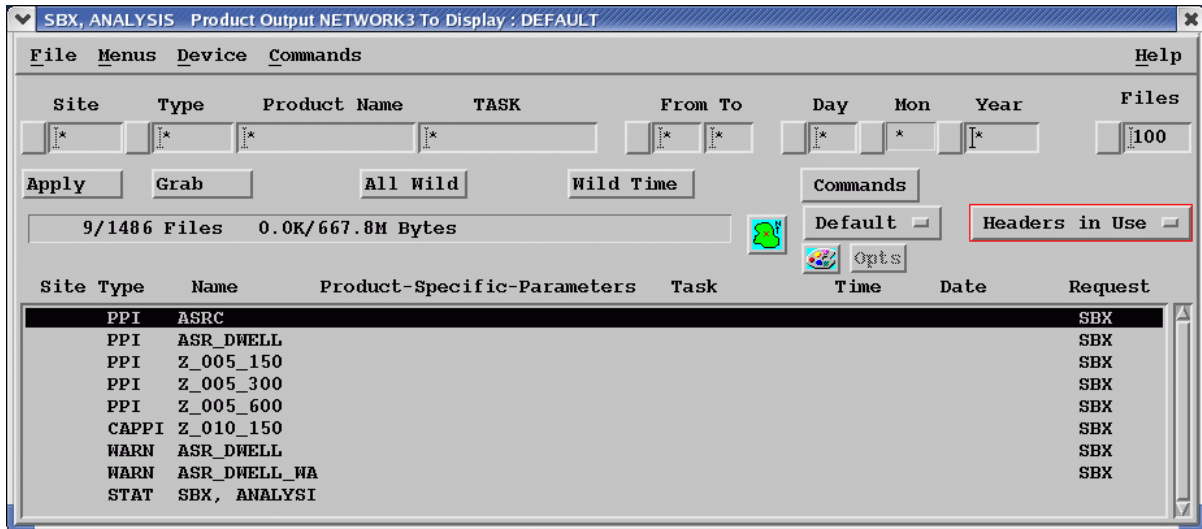 SBX, ANALYSIS Product Output NETWORK3 To Display : DEFAULT
File Menus Device Commands Help
Site Type Product Name TASK From To Day Mon Year Files
* * * * * * * * * 100
Apply Grab All Wild Wild Time Commands
9/1486 Files 0.0K/667.8M Bytes Default Headers in Use
Opts
Site Type Name Product-Specific-Parameters Task Time Date Request
PPI ASRC SBX
PPI ASR_DWELL SBX
PPI Z_005_150 SBX
PPI Z_005_300 SBX
PPI Z_005_600 SBX
CAPPI Z_010_150 SBX
WARN ASR_DWELL SBX
WARN ASR_DWELL_WA SBX
STAT SBX, ANALYSI